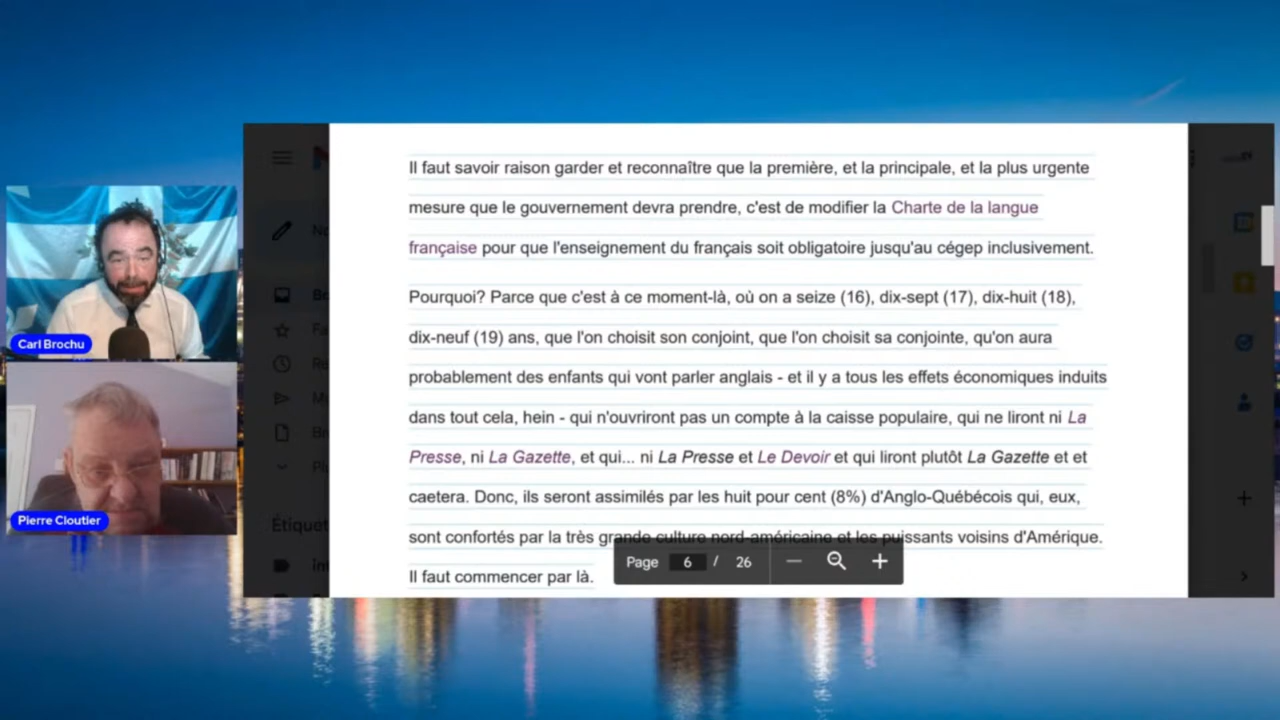 Il faut savoir raison garder et reconnaître que la première, et la principale, et la plus urgente
mesure que le gouvernement devra prendre, c'est de modifier la Charte de la langue
française pour que l'enseignement du français soit obligatoire jusqu'au cégep inclusivement.
Pourquoi? Parce que c'est à ce moment-là, où on a seize (16), dix-sept (17), dix-huit (18),
dix-neuf (19) ans, que l'on choisit son conjoint, que l'on choisit sa conjointe, qu'on aura
probablement des enfants qui vont parler anglais - et il y a tous les effets économiques induits
dans tout cela, hein - qui n'ouvriront pas un compte à la caisse populaire, qui ne liront ni La
Presse, ni La Gazette, et qui... ni La Presse et Le Devoir et qui liront plutôt La Gazette et et
caetera. Donc, ils seront assimilés par les huit pour cent (8%) d'Anglo-Québécois qui, eux,
sont confortés par la très grande culture nord-américaine et les puissants voisins d'Amérique.
Il faut commencer par là.
Page 6 / 26
Carl Brochu
Pierre Cloutier
Étiquet